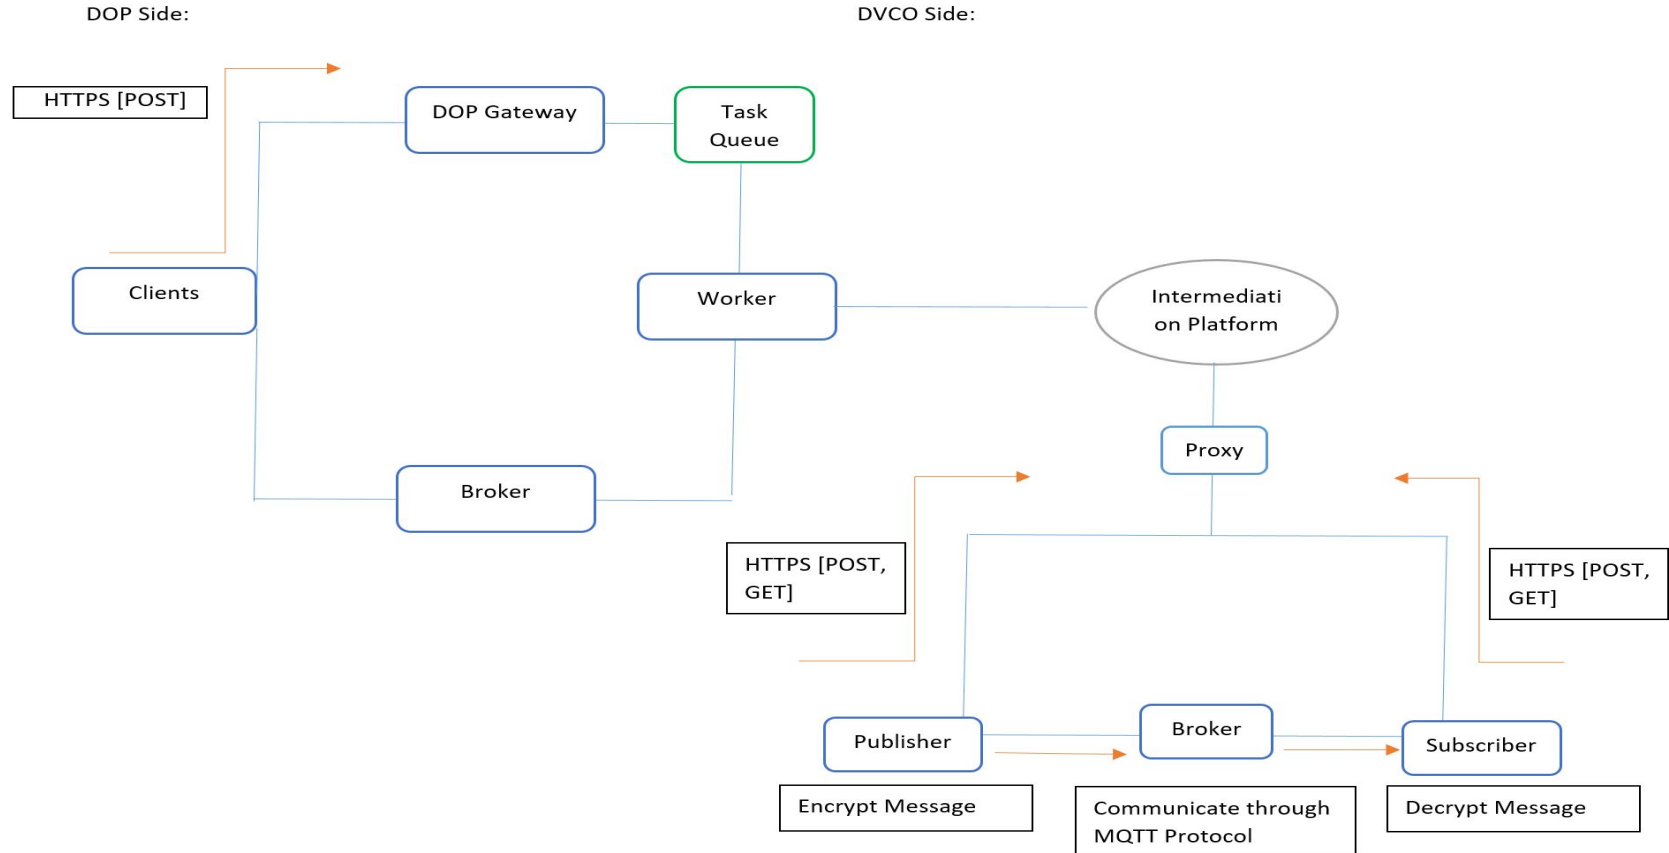 DOP Side:
DVCO Side:
HTTPS [POST]
DOP Gateway
Task
Queue
Clients
Worker
Intermediati
on Platform
Broker
Proxy
HTTPS [POST,
GET]
HTTPS [POST,
GET]
Publisher
Broker
Subscriber
Encrypt Message
Communicate through
MQTT Protocol
Decrypt Message